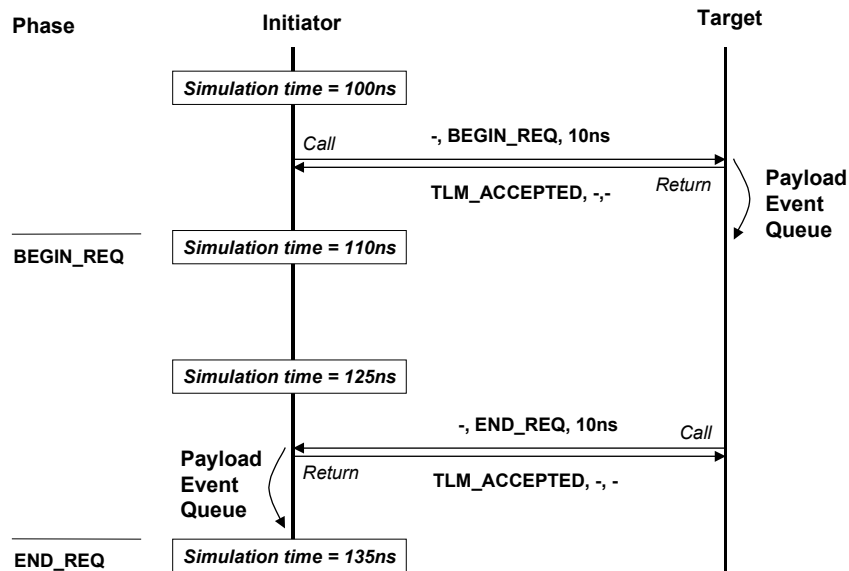 Phase
Initiator
Target
Simulation time = 100ns
Call
-, BEGIN_REQ, 10ns
TLM_ACCEPTED, -,-
Return
Payload
Event
Queue
BEGIN_REQ
Simulation time = 110ns
Simulation time = 125ns
-, END_REQ, 10ns
Call
Payload
Event
Queue
Return
TLM_ACCEPTED, -, -
END_REQ
Simulation time = 135ns